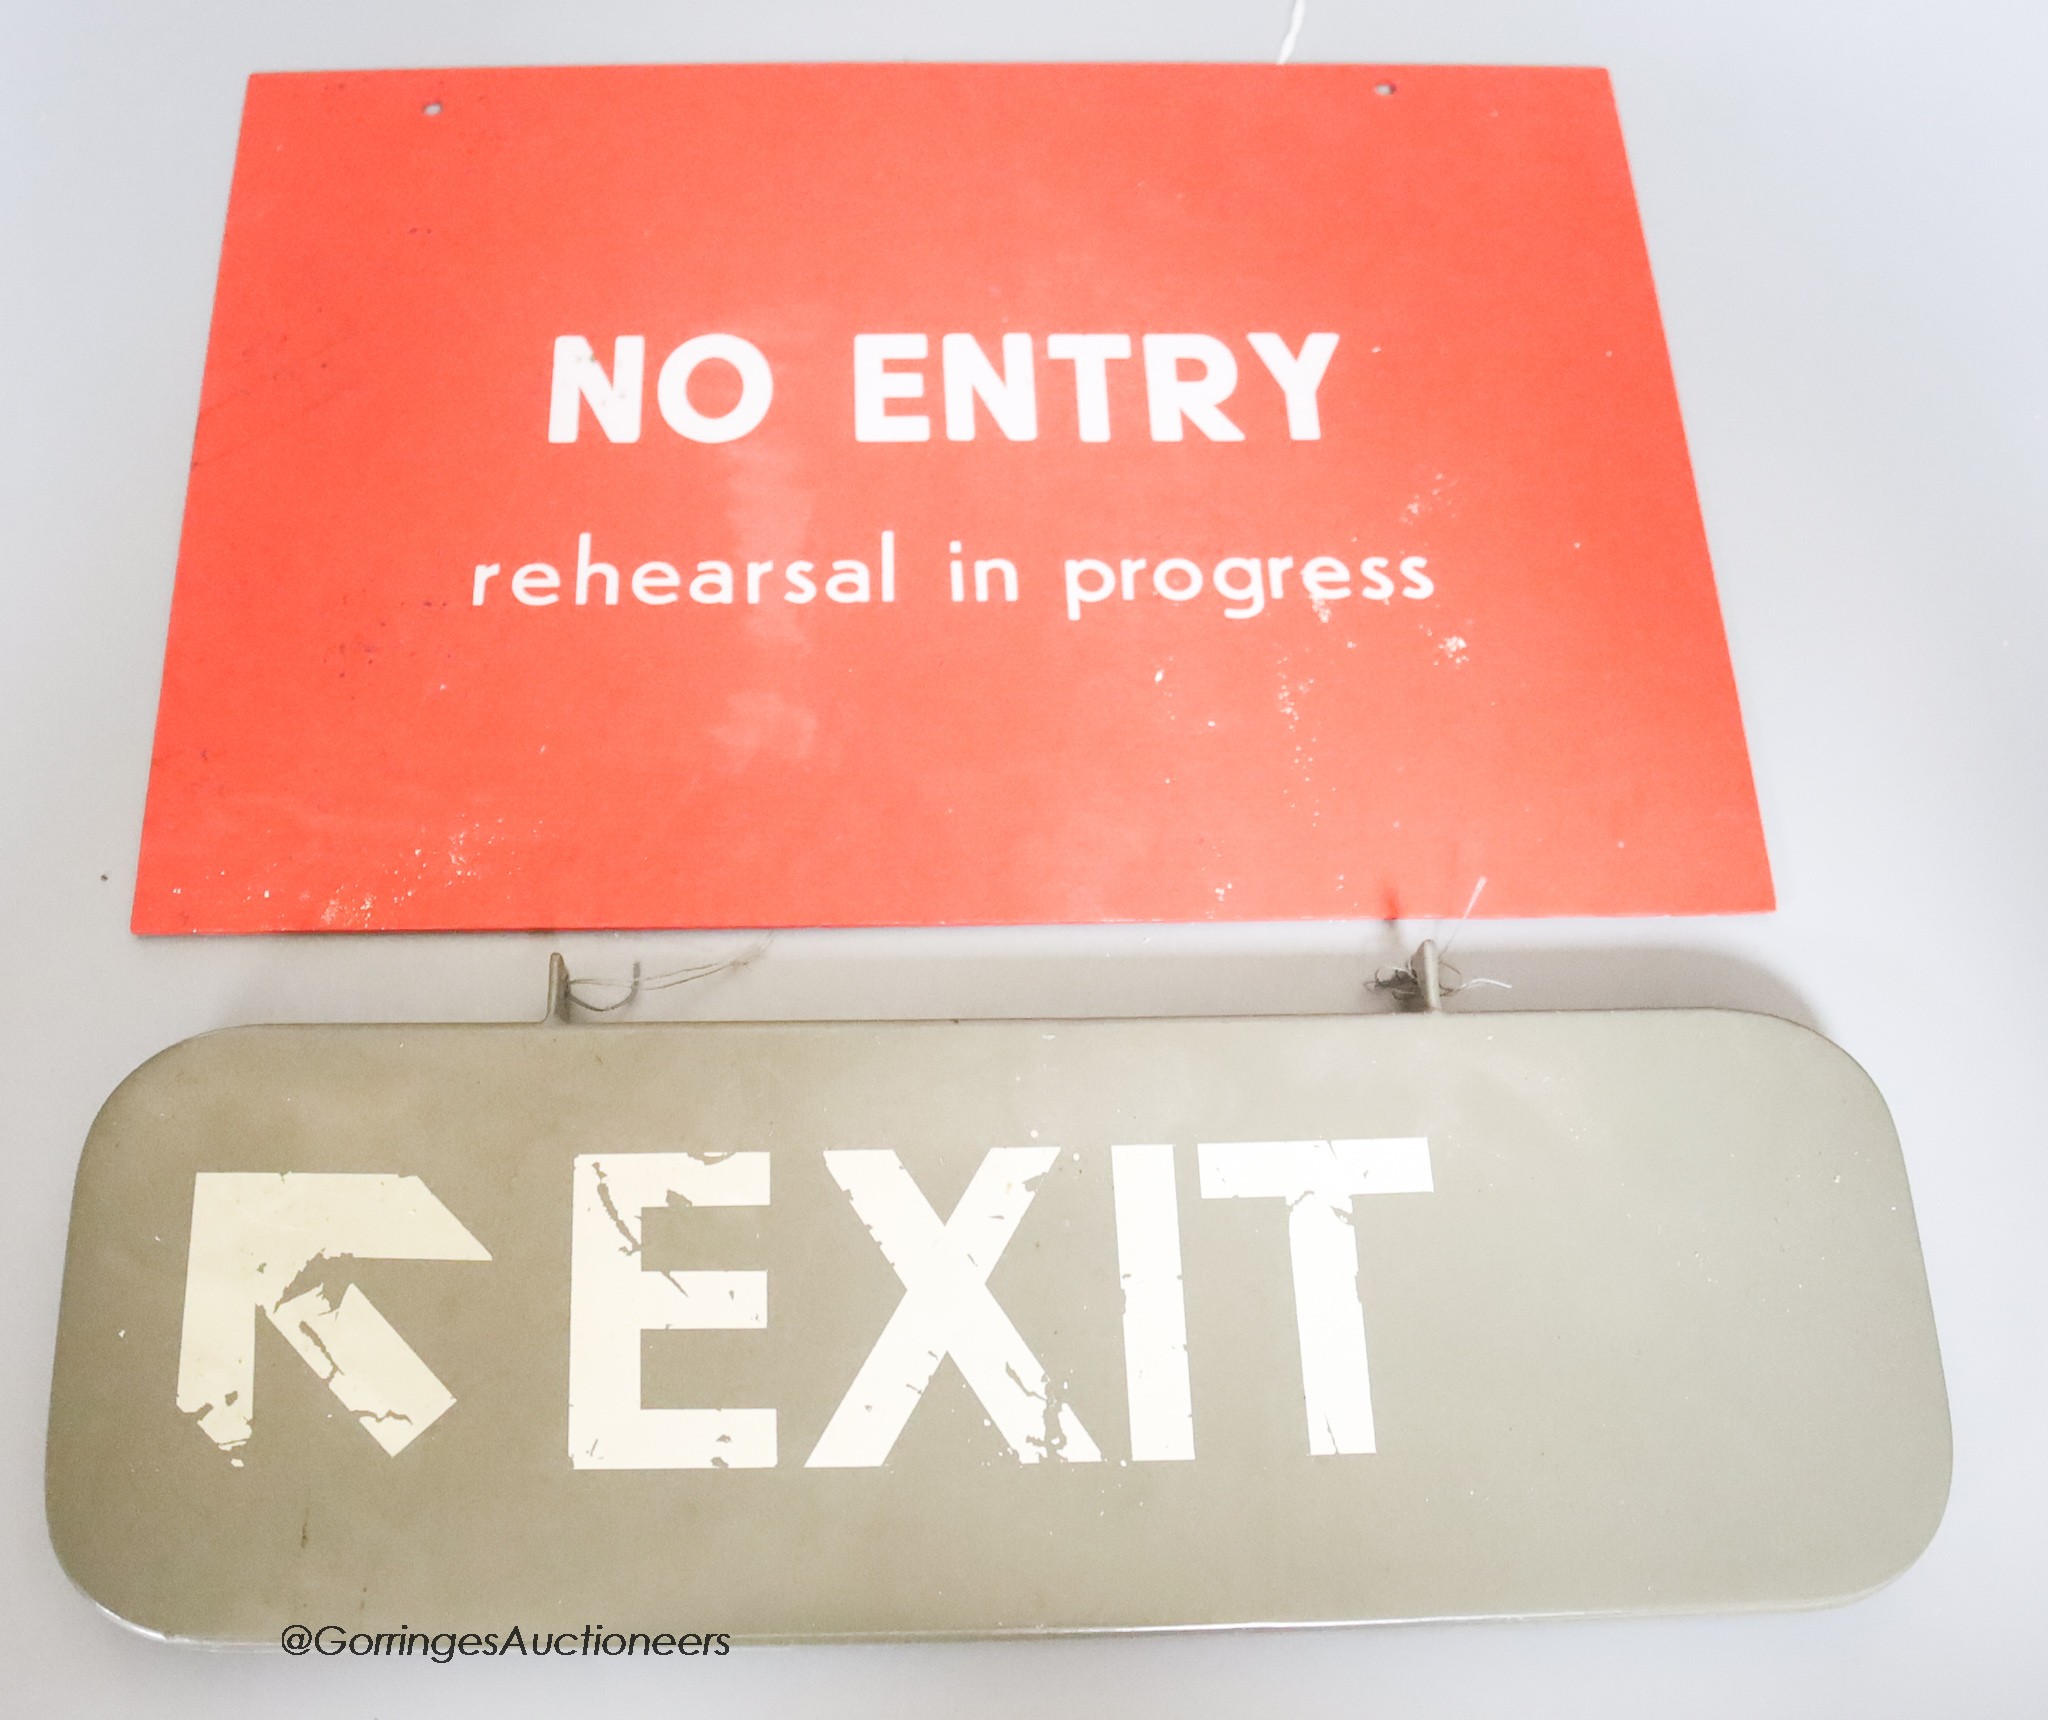 NO ENTRY
rehearsal in progress
EXIT
@GorringesAuctioneers